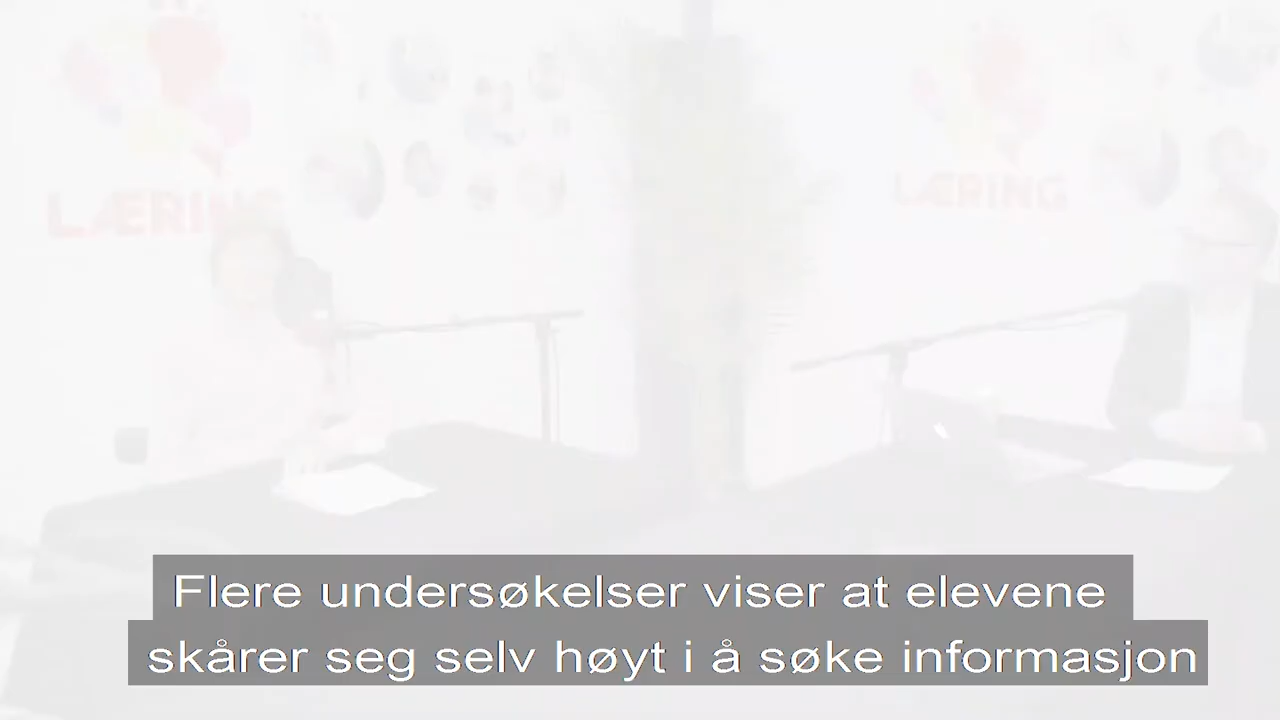 LÆRING
LÆRING
Flere undersøkelser viser at elevene
skårer seg selv høyt i å søke informasjon